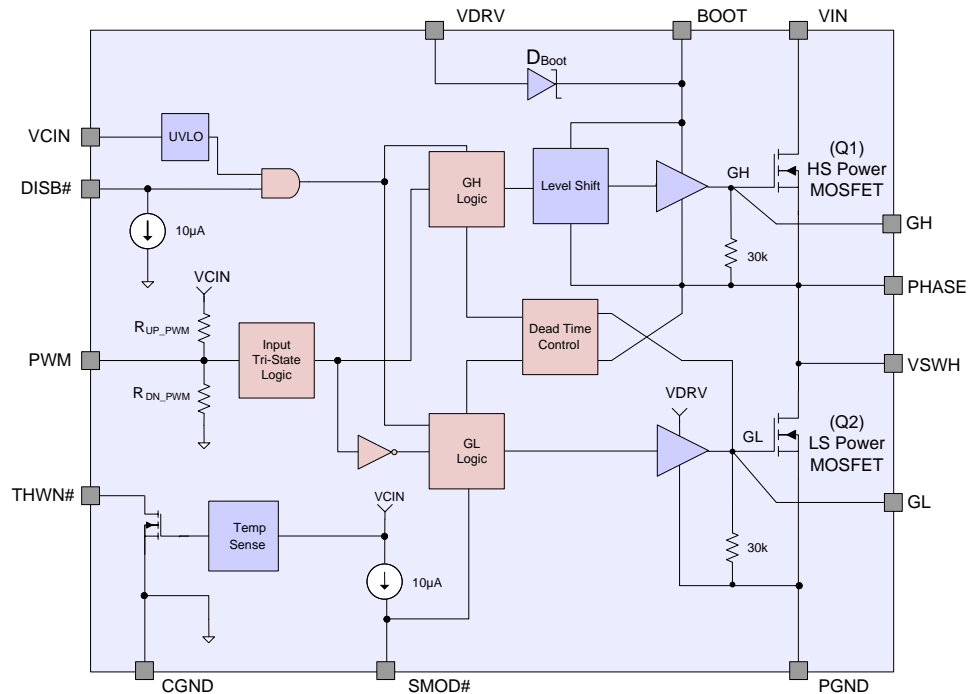 VDRV
BOOT
VIN
DBoot
VCIN
UVLO
(Q1)
HS Power
MOSFET
DISB#
GH
Logic
Level Shift
GH
10µA
GH
30k
VCIN
PHASE
RUP_PWM
Dead Time
Control
PWM
Input
Tri-State
Logic
VSWH
RDN_PWM
VDRV
(Q2)
LS Power
MOSFET
GL
GL
Logic
THWN#
VCIN
GL
Temp
Sense
30k
10µA
CGND
SMOD#
PGND